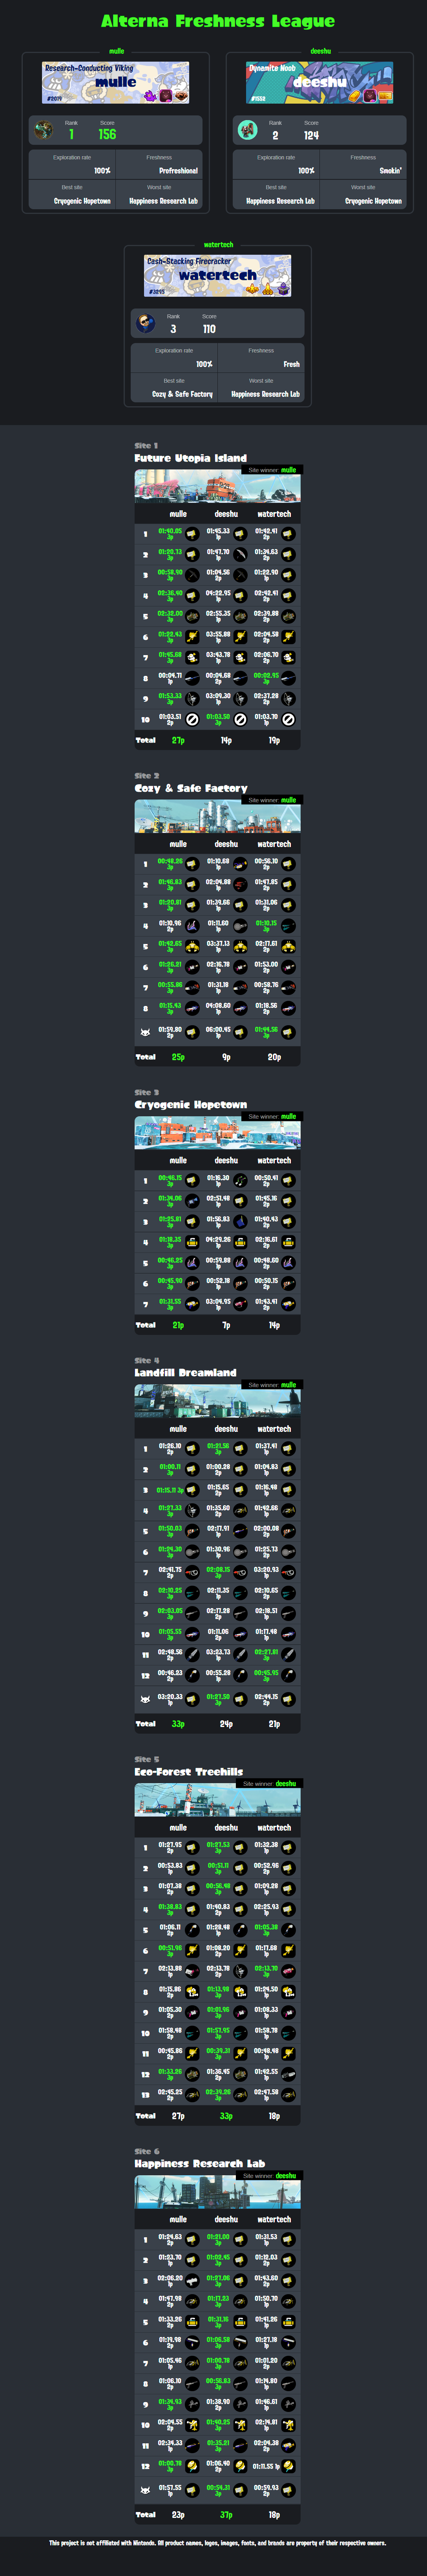 Alterna Freshness League
mulle
Research-Conducting Viking
mulle
Rank
1
Score
156
Exploration rate
100%
Freshness
Profreshional
Best site
Cryogenic Hopetown
Worst site
Happiness Research Lab
deeshu
Dynamite Noob
deeshu
Rank
2
Score
124
Exploration rate
100%
Freshness
Smokin'
Best site
Happiness Research Lab
Worst site
Cryogenic Hopetown
watertech
Cash-Stacking Firecracker
watertech
#3295
Rank
3
Score
110
Exploration rate
100%
Freshness
Fresh
Best site
Cozy & Safe Factory
Worst site
Happiness Research Lab
Site 1
Future Utopia Island
Site winner: mulle
mulle deeshu watertech
1 01:40.05 3p 01:45.33 1p 01:42.41 2p
2 01:20.73 3p 01:47.70 1p 01:34.63 2p
3 00:58.90 3p 01:04.56 2p 01:22.90 1p
4 02:36.40 3p 04:22.95 1p 02:42.41 2p
5 02:32.00 3p 02:55.35 1p 02:39.88 2p
6 01:22.43 3p 03:55.88 1p 02:04.58 2p
7 01:45.68 3p 03:43.78 1p 02:06.70 2p
8 00:04.71 1p 00:04.68 2p 00:02.95 3p
9 01:53.33 3p 03:09.30 1p 02:37.28 2p
10 01:03.51 2p 01:03.50 3p 01:03.70 1p
Total 27p 14p 19p
Site 2
Cozy & Safe Factory
Site winner: mulle
mulle deeshu watertech
1 00:48.26 3p 01:10.68 1p 00:56.10 2p
2 01:46.83 3p 02:04.88 1p 01:47.85 2p
3 01:20.81 3p 01:39.66 1p 01:31.06 2p
4 01:10.96 2p 01:11.60 1p 01:10.15 3p
5 01:42.65 3p 03:37.13 1p 02:17.61 2p
6 01:26.21 3p 02:16.78 1p 01:53.00 2p
7 00:55.86 3p 01:31.18 1p 00:58.76 2p
8 01:15.43 3p 04:08.60 1p 01:18.56 2p
01:59.80 2p 06:00.45 1p 01:44.56 3p
Total 25p 9p 20p
Site 3
Cryogenic Hopetown
Site winner: mulle
mulle deeshu watertech
1 00:46.15 3p 01:16.30 1p 00:50.41 2p
2 01:34.06 3p 02:51.48 1p 01:45.16 2p
3 01:25.81 3p 01:56.83 1p 01:40.43 2p
4 01:18.35 3p 04:29.26 1p 02:16.61 2p
5 00:46.25 3p 00:59.88 1p 00:48.60 2p
6 00:45.90 3p 00:52.18 1p 00:50.15 2p
7 01:31.55 3p 03:04.95 1p 01:43.41 2p
Total 21p 7p 14p
Site 4
Landfill Dreamland
Site winner: mulle
mulle deeshu watertech
1 01:26.10 2p 01:21.56 3p 01:37.41 1p
2 01:00.11 3p 01:00.28 2p 01:04.83 1p
3 01:15.11 3p 01:15.65 2p 01:16.48 1p
4 01:27.33 3p 01:35.60 2p 01:42.66 1p
5 01:50.03 3p 02:17.91 1p 02:00.08 2p
6 01:24.30 3p 01:30.96 1p 01:25.73 2p
7 02:41.75 2p 02:08.15 3p 03:20.93 1p
8 02:10.25 3p 02:11.35 1p 02:10.65 2p
9 02:03.05 3p 02:17.28 2p 02:18.51 1p
10 01:05.55 3p 01:11.06 2p 01:17.48 1p
11 02:48.56 2p 03:23.73 1p 02:27.81 3p
12 00:46.23 2p 00:55.28 1p 00:45.95 3p
03:20.33 1p 01:27.50 3p 02:44.15 2p
Total 33p 24p 21p
Site 5
Eco-Forest Treehills
Site winner: deeshu
mulle deeshu watertech
1 01:27.95 2p 01:27.53 3p 01:32.38 1p
2 00:53.83 1p 00:51.11 3p 00:52.96 2p
3 01:07.38 2p 00:56.48 3p 01:09.28 1p
4 01:38.83 3p 01:40.83 2p 02:25.93 1p
5 01:06.11 2p 01:28.48 1p 01:05.38 3p
6 00:51.96 3p 01:08.20 2p 01:17.68 1p
7 02:13.88 1p 02:13.78 2p 02:13.70 3p
8 01:15.86 2p 01:13.98 3p 01:24.50 1p
9 01:05.30 2p 01:01.96 3p 01:08.33 1p
10 01:58.48 2p 01:57.95 3p 01:58.78 1p
11 00:45.86 2p 00:39.31 3p 00:48.48 1p
12 01:33.26 3p 01:36.45 2p 01:42.55 1p
13 02:45.25 2p 02:39.26 3p 02:47.58 1p
Total 27p 33p 18p
Site 6
Happiness Research Lab
Site winner: deeshu
mulle deeshu watertech
1 01:24.63 2p 01:21.00 3p 01:31.53 1p
2 01:23.70 1p 01:02.45 3p 01:12.03 2p
3 02:06.20 1p 01:27.06 3p 01:43.60 2p
4 01:47.98 2p 01:17.23 3p 01:50.70 1p
5 01:33.26 2p 01:31.16 3p 01:41.26 1p
6 01:19.98 2p 01:06.58 3p 01:27.18 1p
7 01:05.46 1p 01:00.78 3p 01:01.20 2p
8 01:06.10 2p 00:56.83 3p 01:14.80 1p
9 01:34.93 3p 01:38.90 2p 01:46.61 1p
10 02:04.55 2p 01:40.25 3p 02:14.81 1p
11 02:34.33 1p 01:35.21 3p 02:04.38 2p
12 01:00.78 3p 01:06.40 2p 01:11.55 1p
01:57.55 1p 00:54.31 3p 00:59.93 2p
Total 23p 37p 18p
This project is not affiliated with Nintendo. All product names, logos, images, fonts, and brands are property of their respective owners.